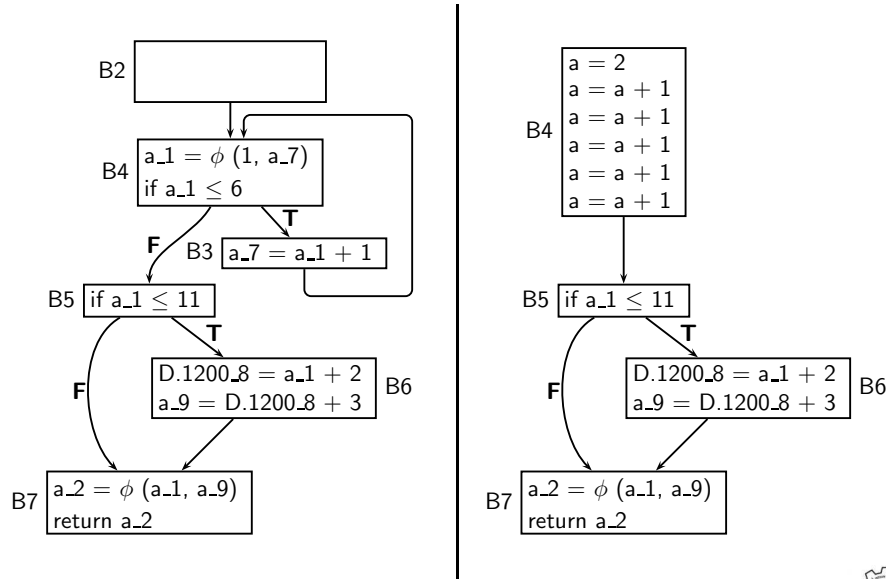 B2
B4
a_1 = ϕ (1, a_7)
if a_1 ≤ 6
F
T
B3
a_7 = a_1 + 1
B5
if a_1 ≤ 11
T
F
D.1200_8 = a_1 + 2
a_9 = D.1200_8 + 3
B6
B7
a_2 = ϕ (a_1, a_9)
return a_2
B4
a = 2
a = a + 1
a = a + 1
a = a + 1
a = a + 1
a = a + 1
B5
if a_1 ≤ 11
T
F
D.1200_8 = a_1 + 2
a_9 = D.1200_8 + 3
B6
B7
a_2 = ϕ (a_1, a_9)
return a_2